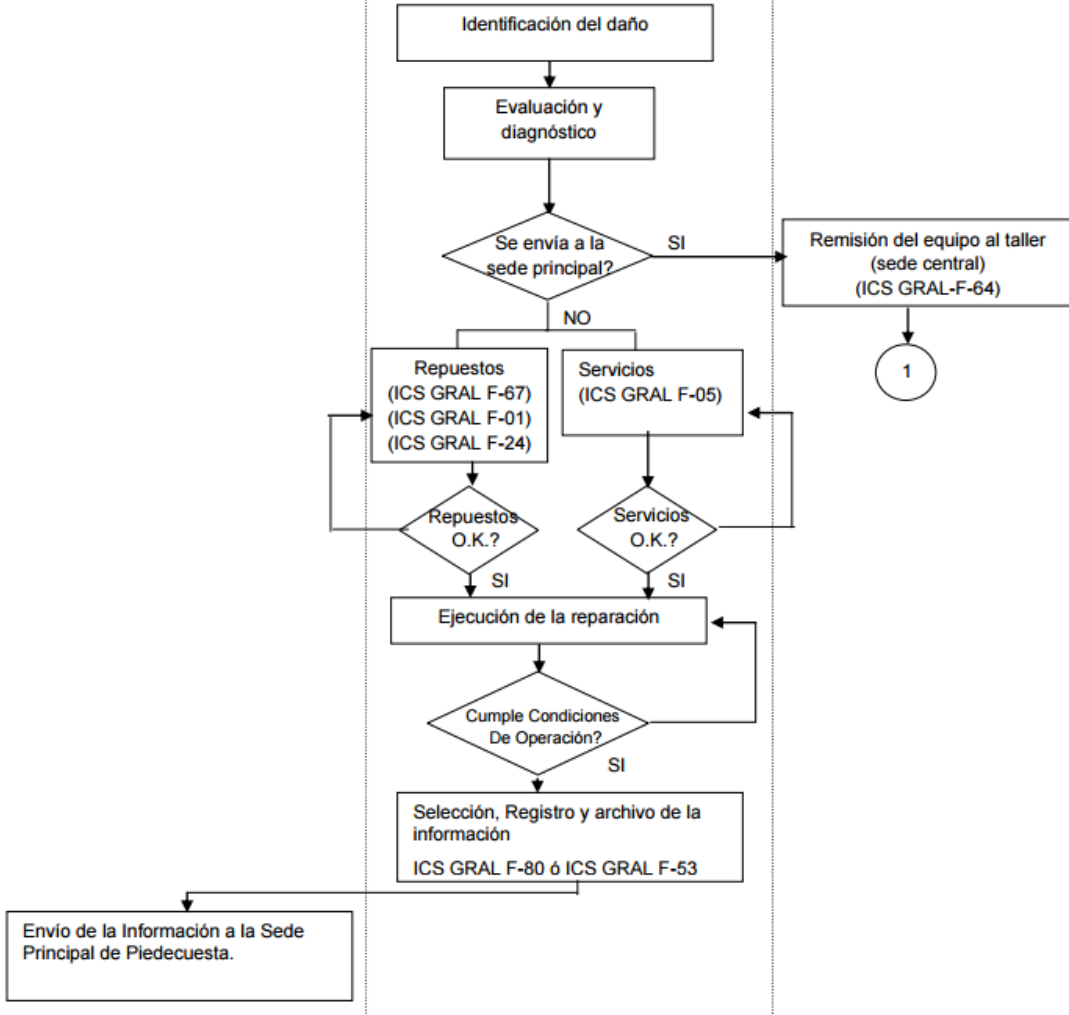 Identificación del daño
Evaluación y
diagnóstico
Se envía a la
sede principal?
SI
Remisión del equipo al taller
(sede central)
(ICS GRAL-F-64)
1
NO
Repuestos
(ICS GRAL F-67)
(ICS GRAL F-01)
(ICS GRAL F-24)
Servicios
(ICS GRAL F-05)
Repuestos
O.K.?
Servicios
O.K.?
SI
SI
Ejecución de la reparación
Cumple Condiciones
De Operación?
SI
Selección, Registro y archivo de la
información
ICS GRAL F-80 ó ICS GRAL F-53
Envío de la Información a la Sede
Principal de Piedecuesta.